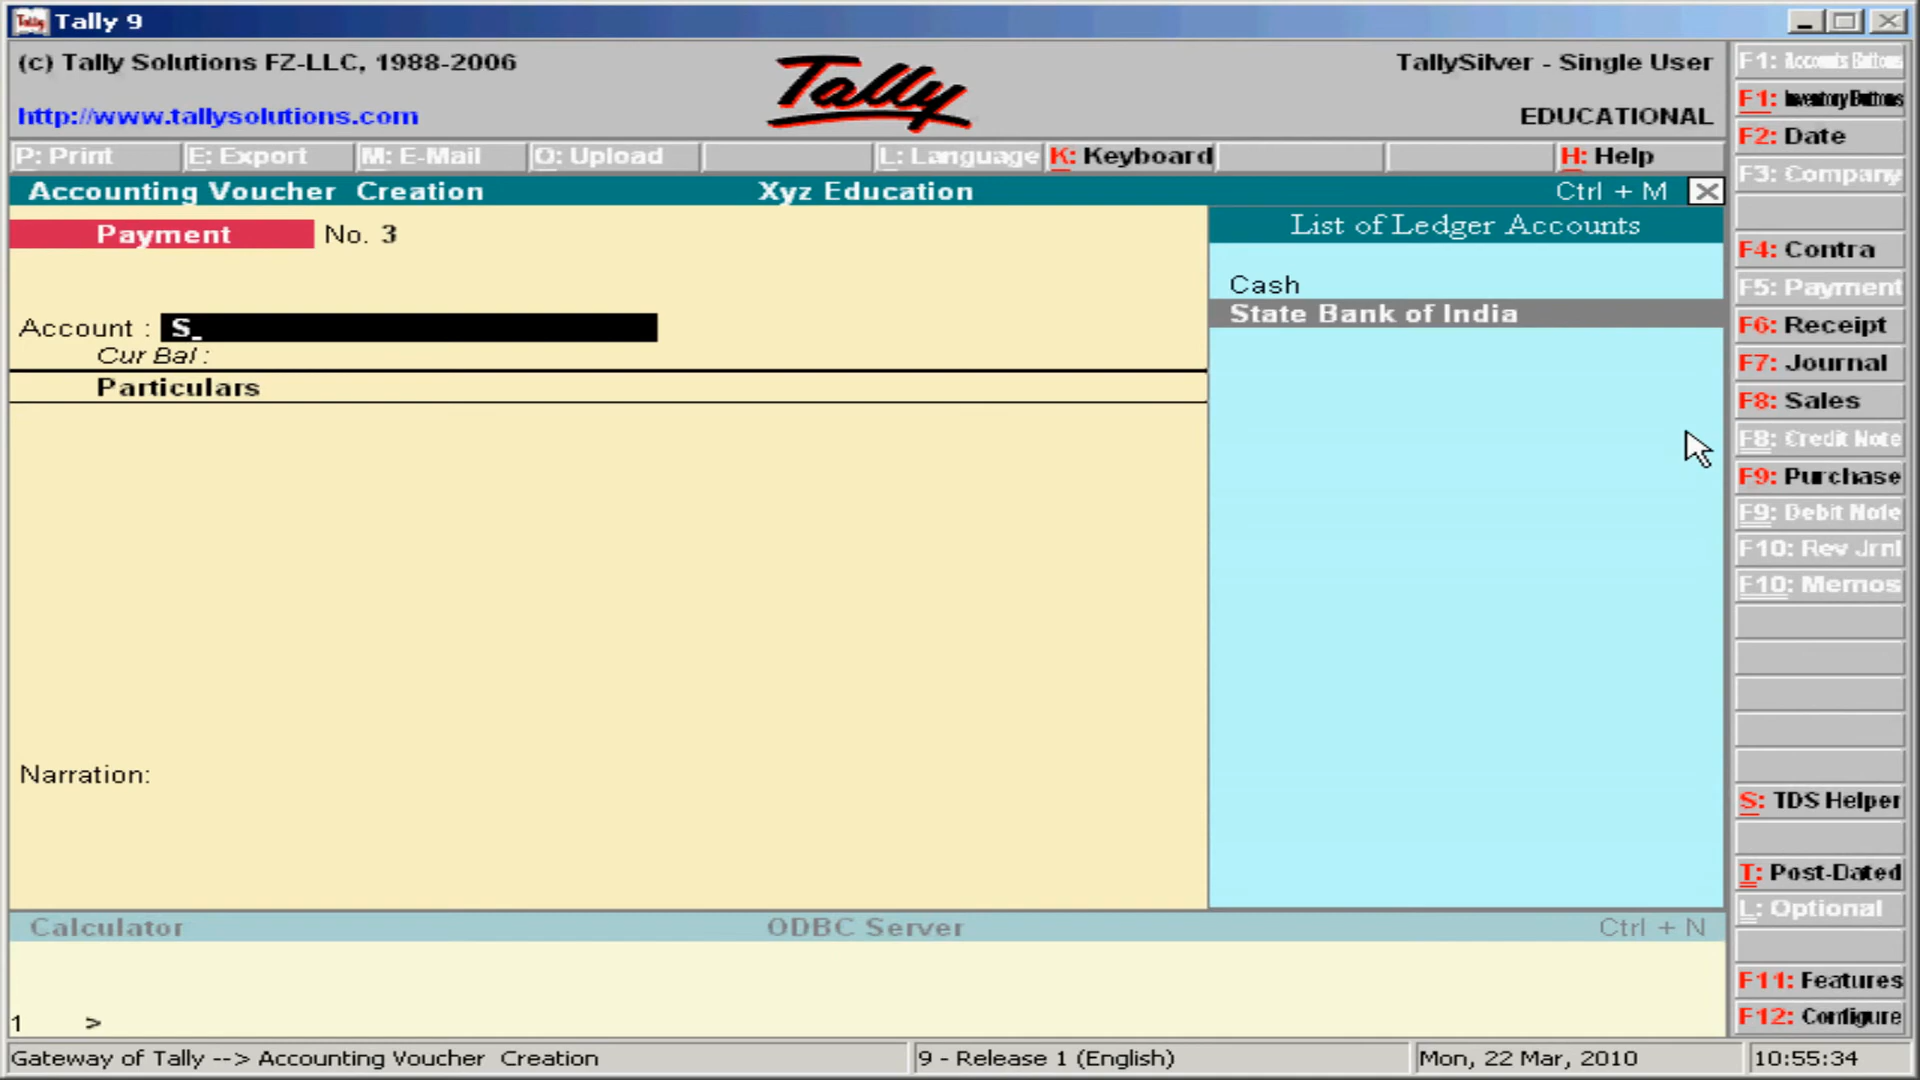 Tally 9
(c) Tally Solutions FZ-LLC, 1988-2006
http://www.tallysolutions.com
Tally
TallySilver - Single User
EDUCATIONAL
P: Print E: Export M: E-Mail O: Upload L: Language K: Keyboard H: Help
Accounting Voucher Creation Xyz Education Ctrl + M
Payment No. 3
Account : S_
Cur Bal :
Particulars
Narration:
List of Ledger Accounts
Cash
State Bank of India
F1: Accounts Buttons
F1: Inventory Buttons
F2: Date
F3: Company
F4: Contra
F5: Payment
F6: Receipt
F7: Journal
F8: Sales
F8: Credit Note
F9: Purchase
F9: Debit Note
F10: Rev Jrnl
F10: Memos
S: TDS Helper
T: Post-Dated
L: Optional
F11: Features
F12: Configure
Calculator ODBC Server Ctrl + N
1 >
Gateway of Tally --> Accounting Voucher Creation 9 - Release 1 (English) Mon, 22 Mar, 2010 10:55:34